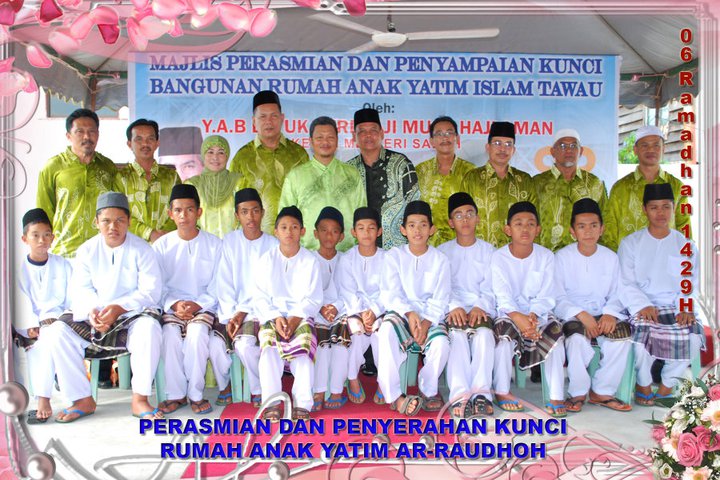 MAJLIS PERASMIAN DAN PENYAMPAIAN KUNCI
BANGUNAN RUMAH ANAK YATIM ISLAM TAWAU
Oleh:
Y.A.B
MAN
06 Ramadhan 1429H
PERASMIAN DAN PENYERAHAN KUNCI
RUMAH ANAK YATIM AR-RAUDHOH